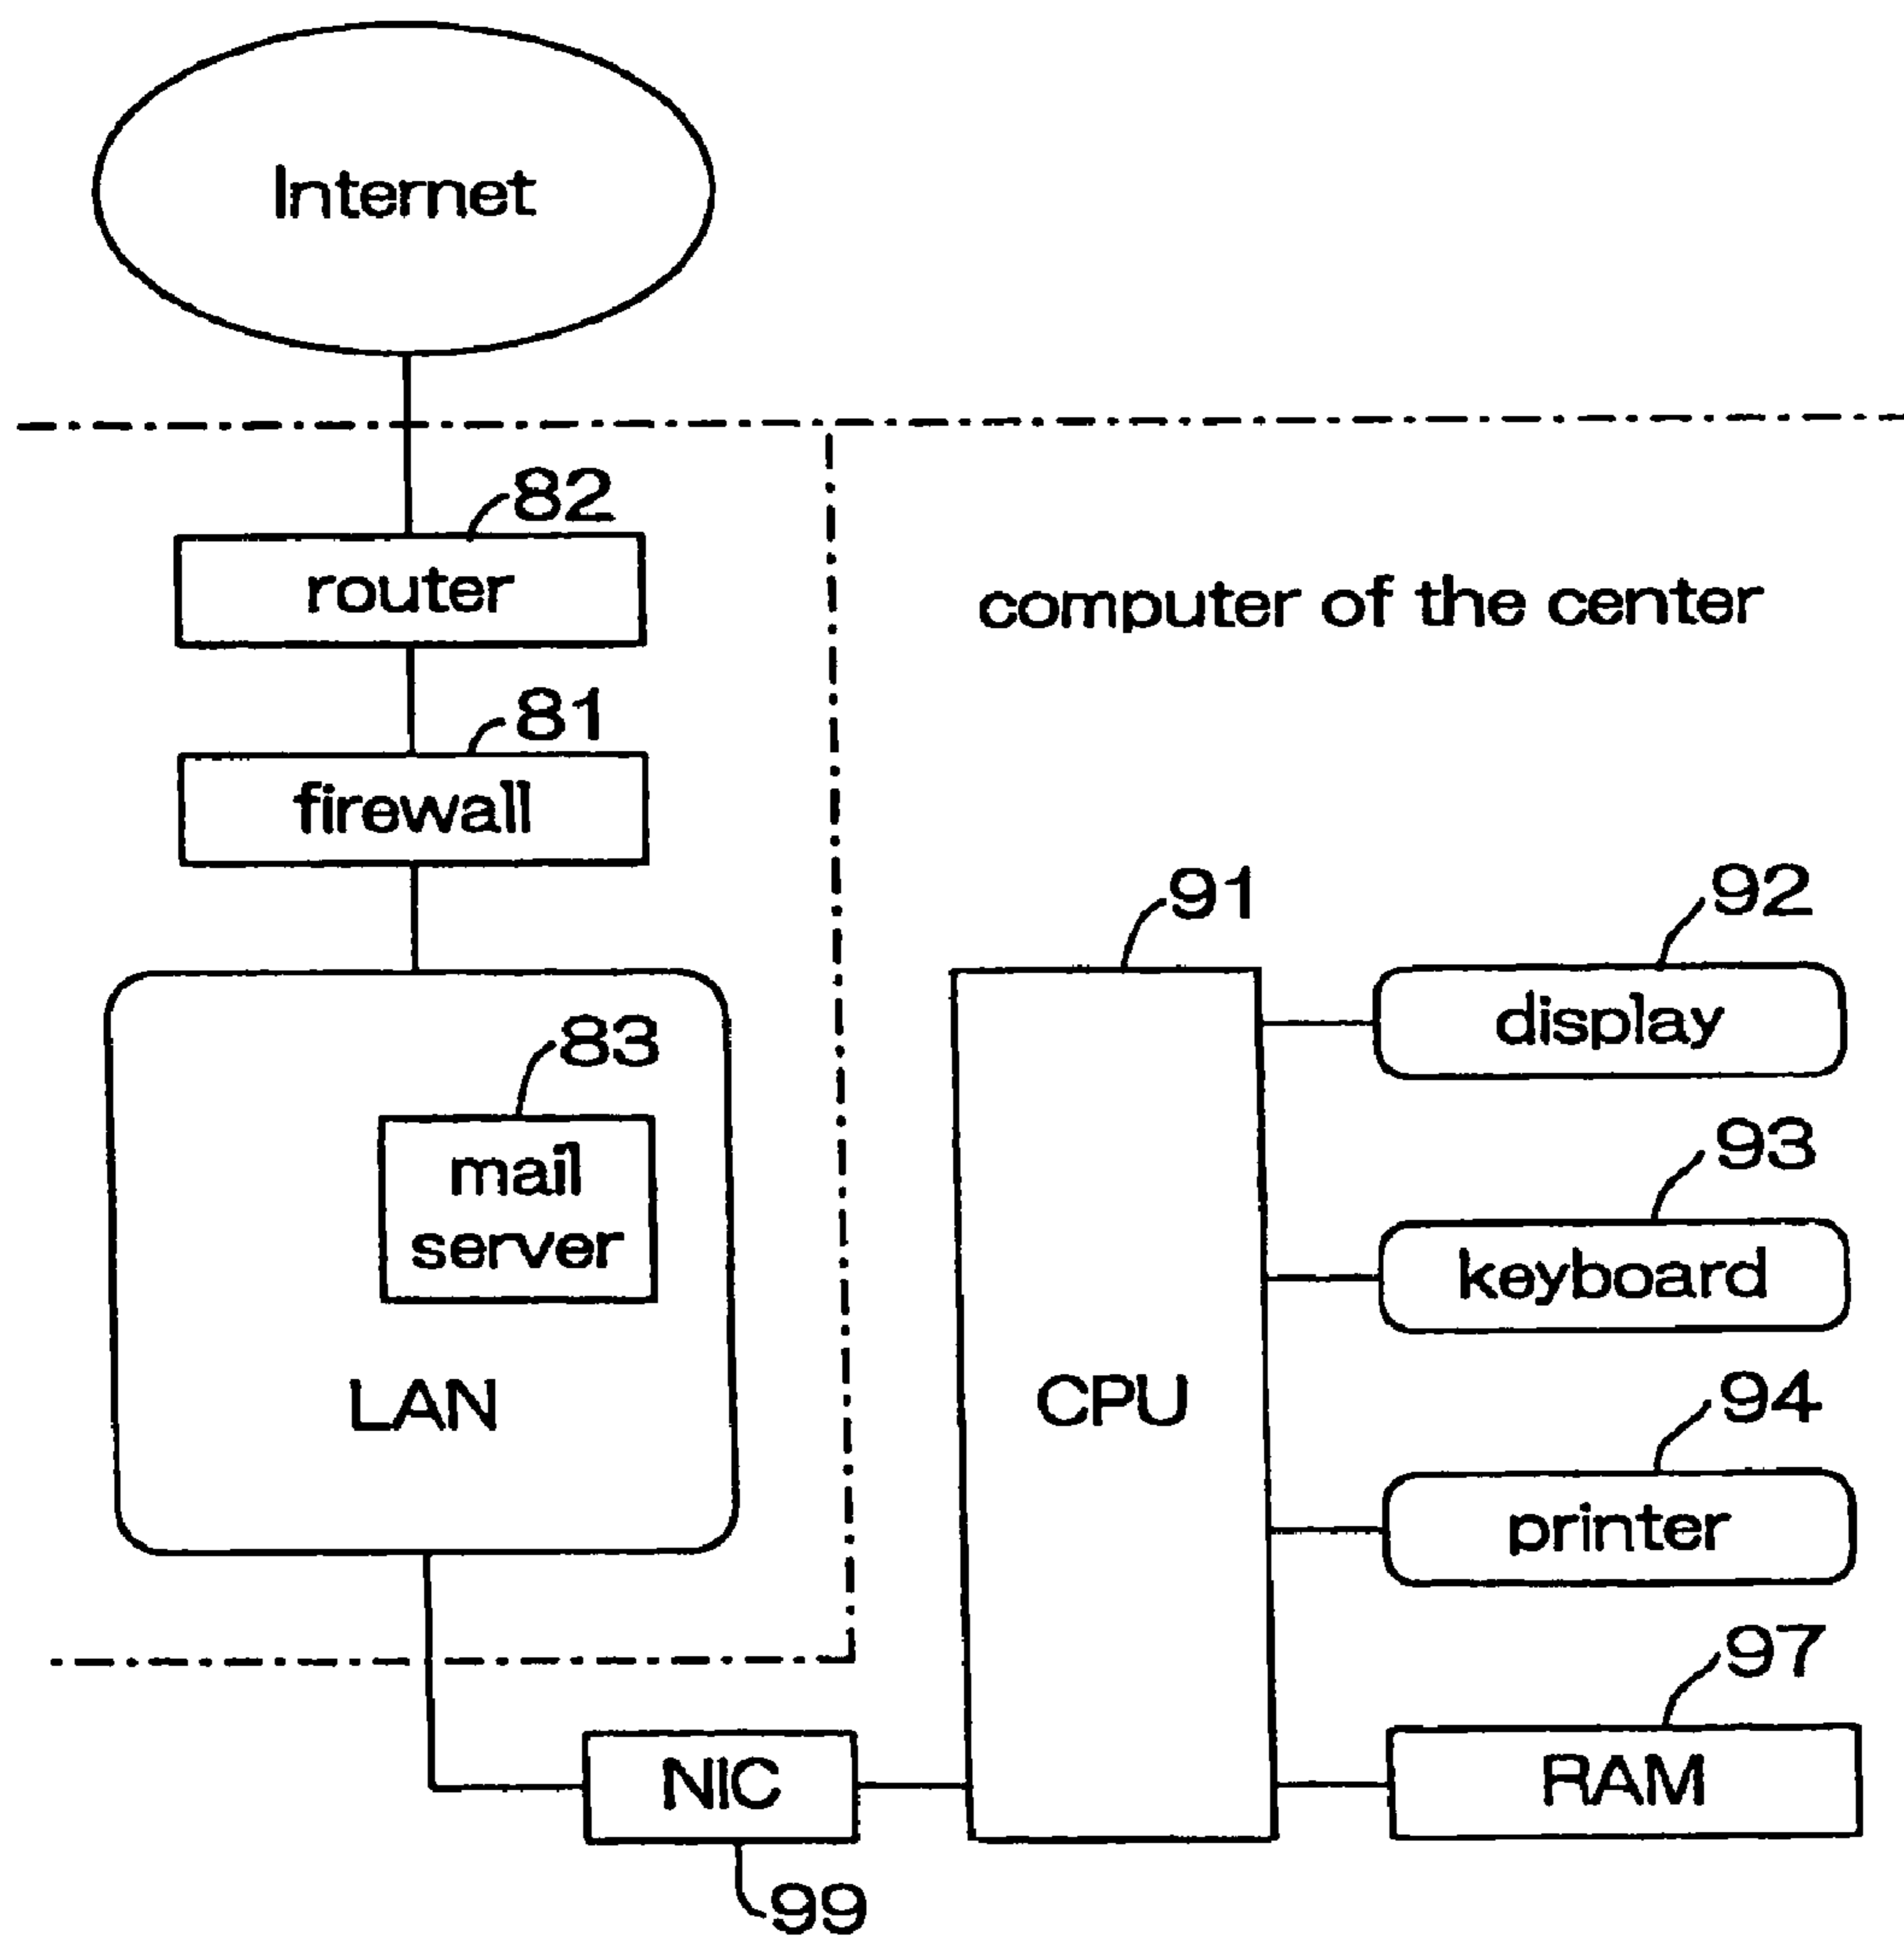 Internet
82
router
computer of the center
81
firewall
91
92
display
83
mail
server
93
keyboard
CPU
LAN
94
printer
97
NIC
RAM
99